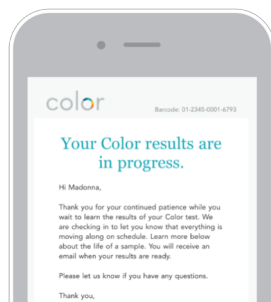 color
Barcode: 01-2345-0001-6793
Your Color results are
in progress.
Hi Madonna,
Thank you for your continued patience while you
wait to learn the results of your Color test. We
are checking in to let you know that everything is
moving along on schedule. Learn more below
about the life of a sample. You will receive an
email when your results are ready.
Please let us know if you have any questions.
Thank you,